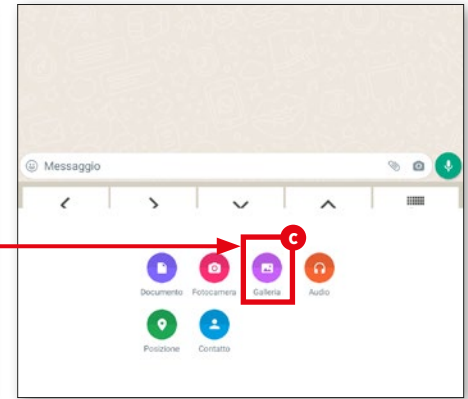 Messaggio
C
Documento Fotocamera Galleria Audio
Posizione Contatto